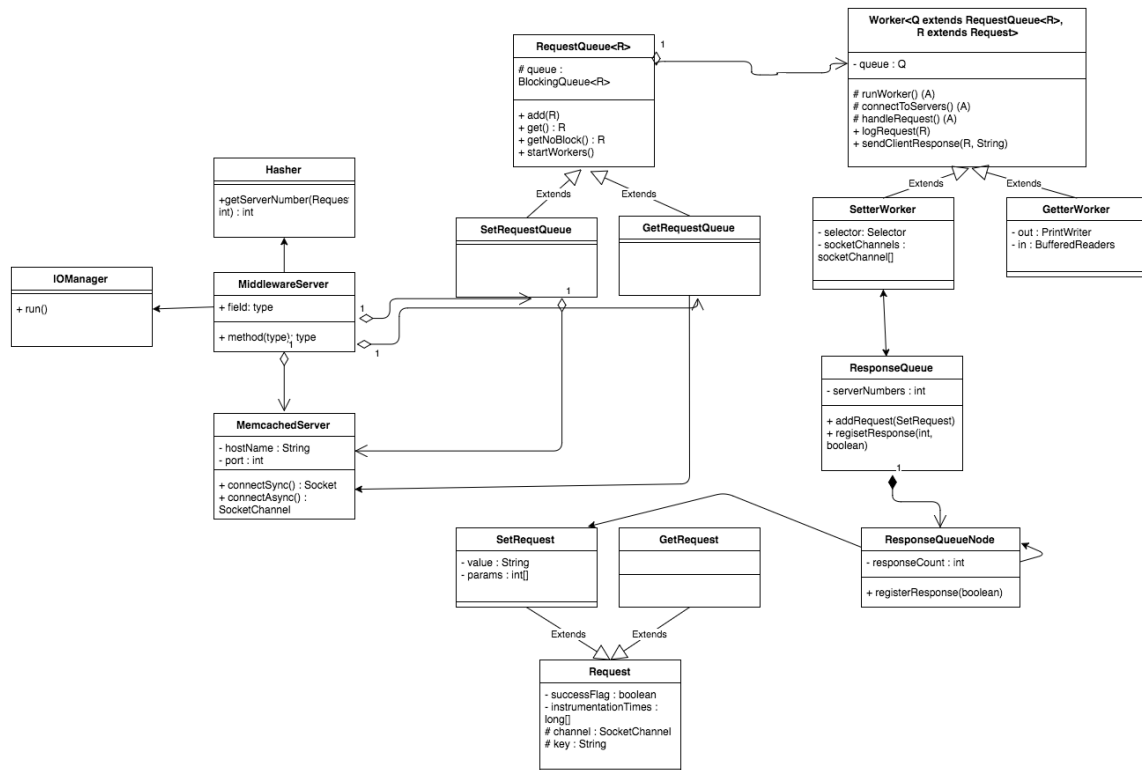 RequestQueue<R>
# queue :
BlockingQueue<R>
+ add(R)
+ get() : R
+ getNoBlock() : R
+ startWorkers()
1
Worker<Q extends RequestQueue<R>,
R extends Request>
- queue : Q
# runWorker() (A)
# connectToServers() (A)
# handleRequest() (A)
+ logRequest(R)
+ sendClientResponse(R, String)
Extends
Extends
Extends
Extends
Hasher
+getServerNumber(Reques
int) : int
SetRequestQueue
GetRequestQueue
SetterWorker
- selector: Selector
- socketChannels :
socketChannel[]
GetterWorker
- out : PrintWriter
- in : BufferedReaders
IOManager
+ run()
MiddlewareServer
+ field: type
+ method(type): type
1
1
1
1
MemcachedServer
- hostName : String
- port : int
+ connectSync() : Socket
+ connectAsync() :
SocketChannel
ResponseQueue
- serverNumbers : int
+ addRequest(SetRequest)
+ regisetResponse(int,
boolean)
1
SetRequest
- value : String
- params : int[]
GetRequest
ResponseQueueNode
- responseCount : int
+ registerResponse(boolean)
Extends
Extends
Request
- successFlag : boolean
- instrumentationTimes :
long[]
# channel : SocketChannel
# key : String